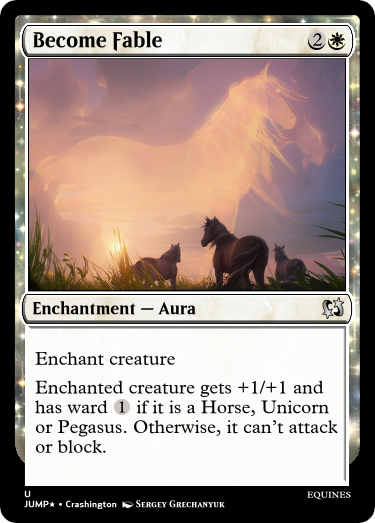 Become Fable 2
Enchantment — Aura
Enchant creature
Enchanted creature gets +1/+1 and
has ward 1 if it is a Horse, Unicorn
or Pegasus. Otherwise, it can't attack
or block.
U EQUINES
JUMP★ • Crashington Sergey Grechanyuk